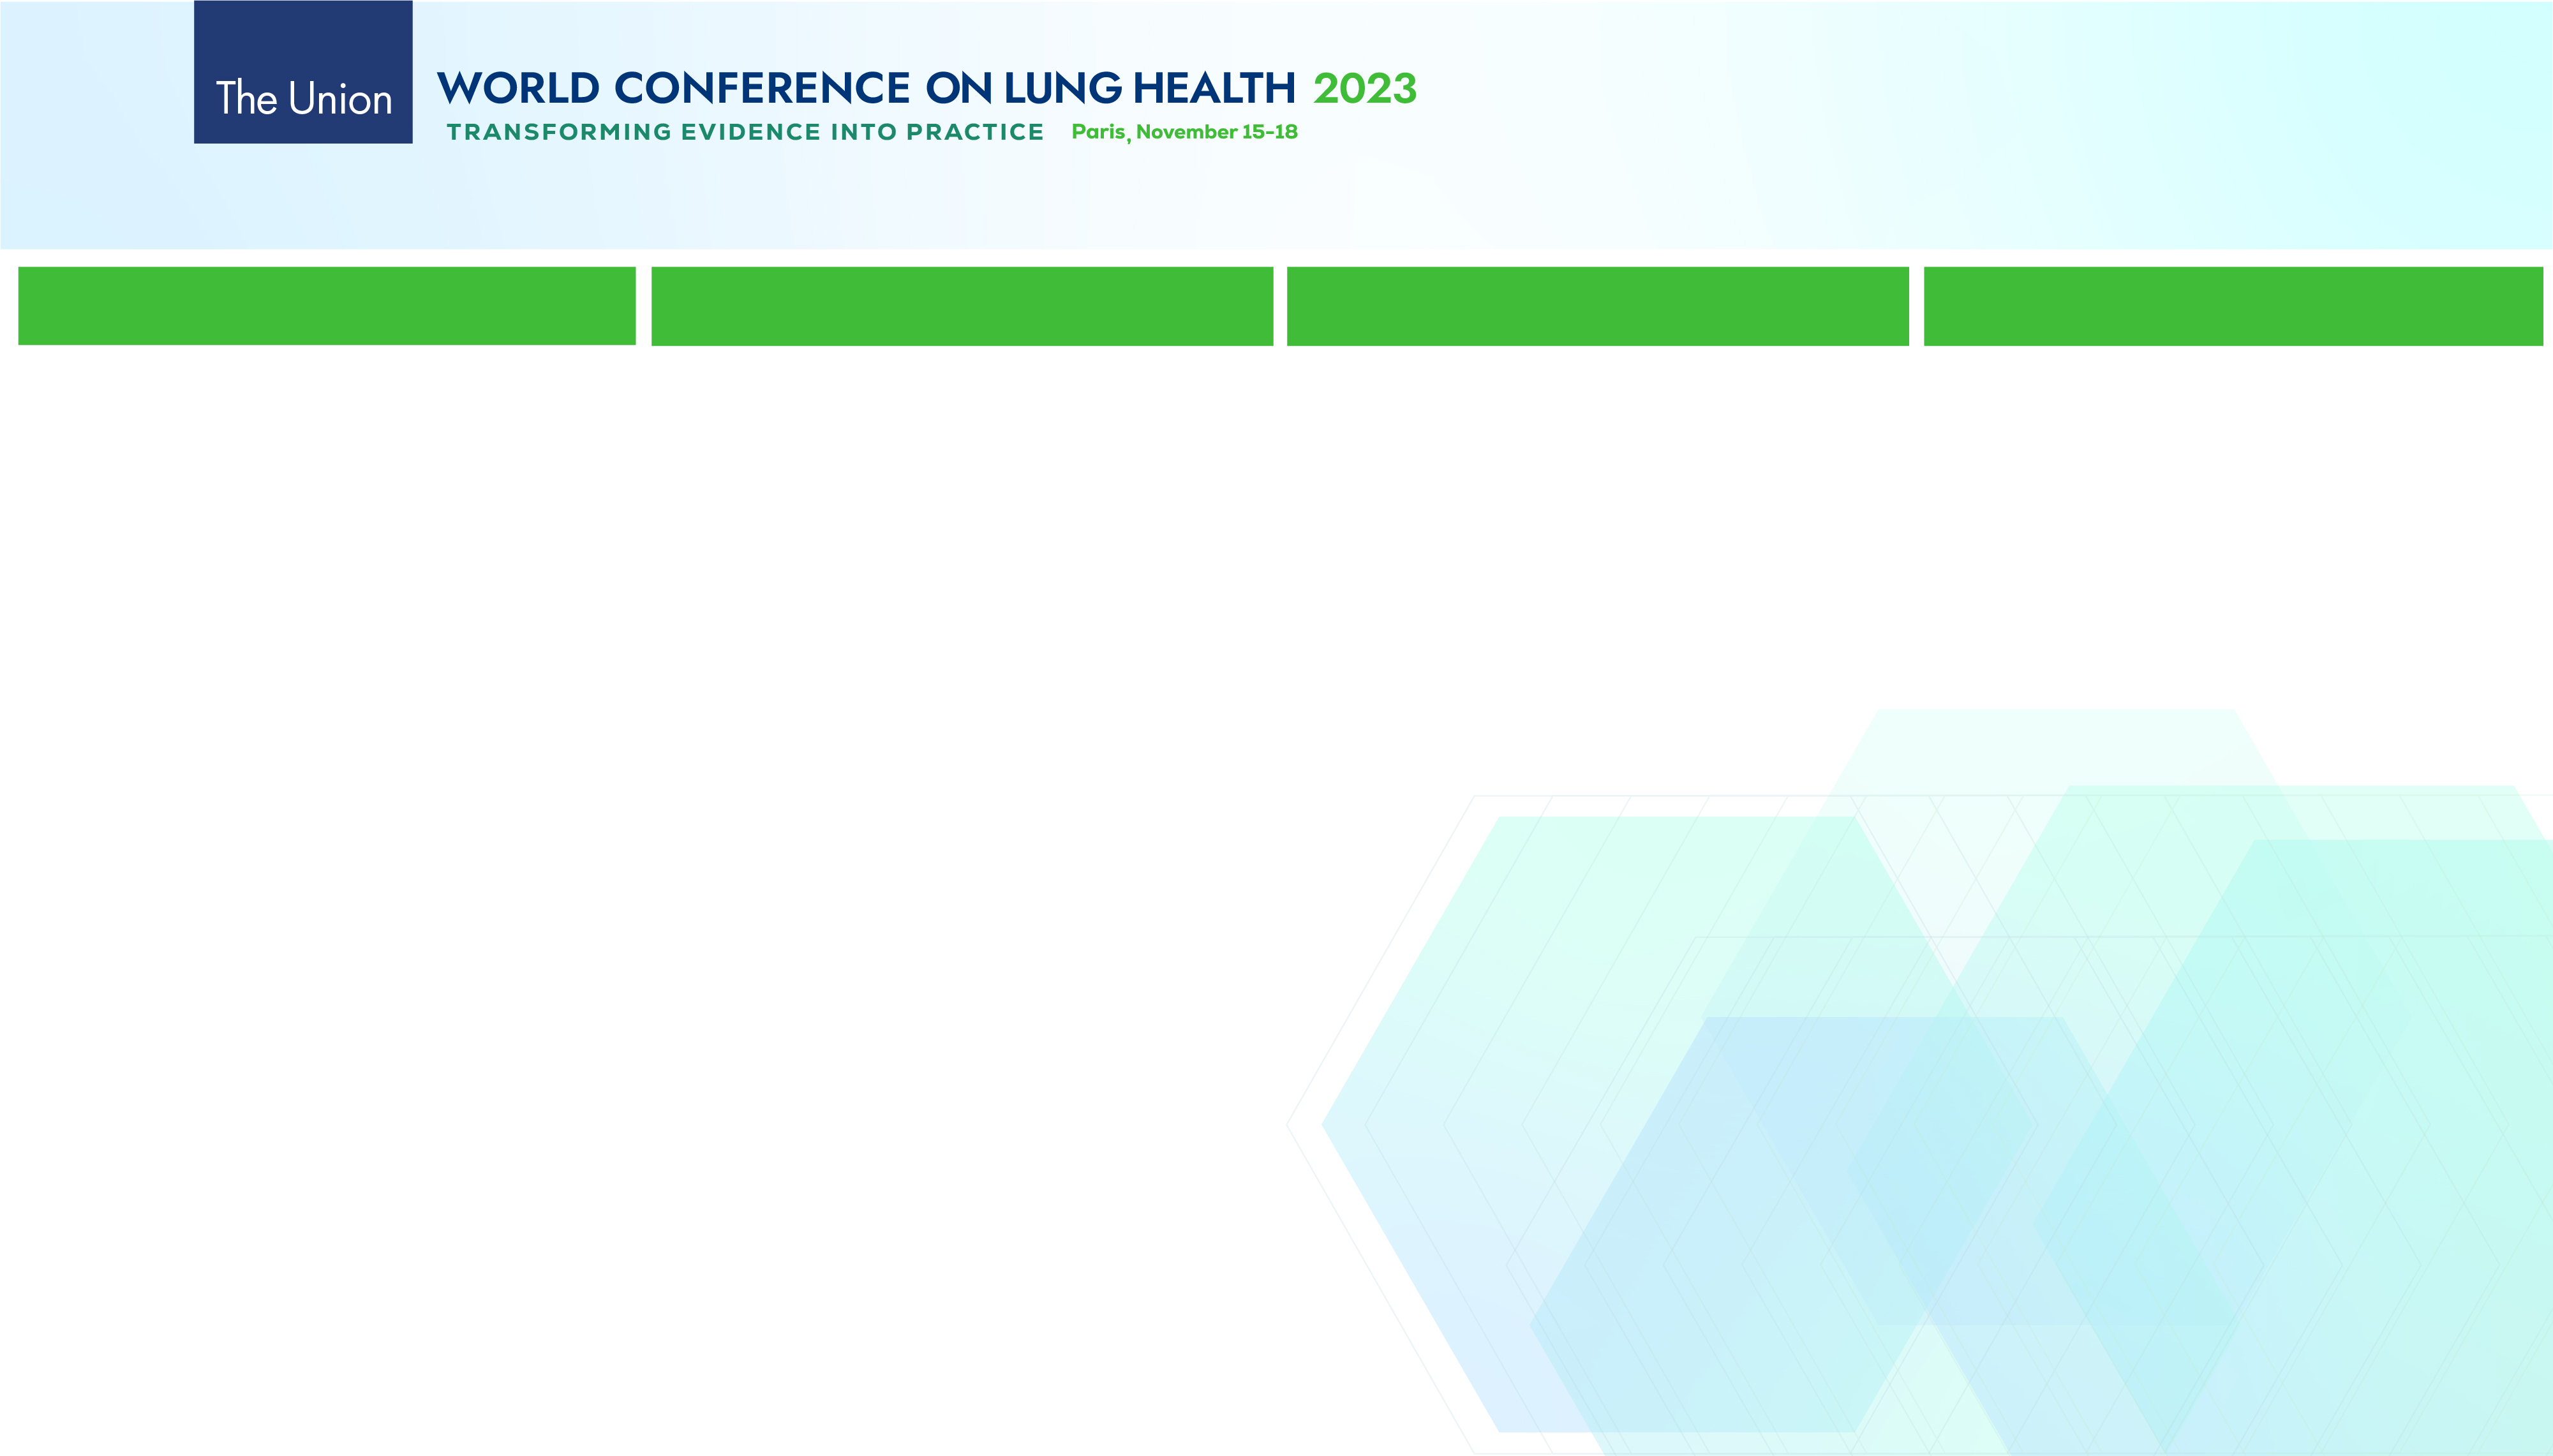 The Union
WORLD CONFERENCE ON LUNG HEALTH 2023
TRANSFORMING EVIDENCE INTO PRACTICE Paris, November 15-18